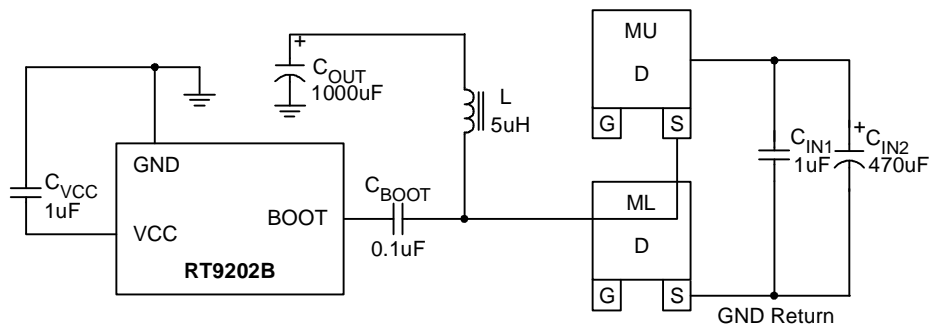 MU
D
G S
+
C_OUT
1000uF
L
5uH
GND
C_VCC
1uF
VCC
BOOT
RT9202B
C_BOOT
0.1uF
ML
D
G S
C_IN1
1uF
+
C_IN2
470uF
GND Return